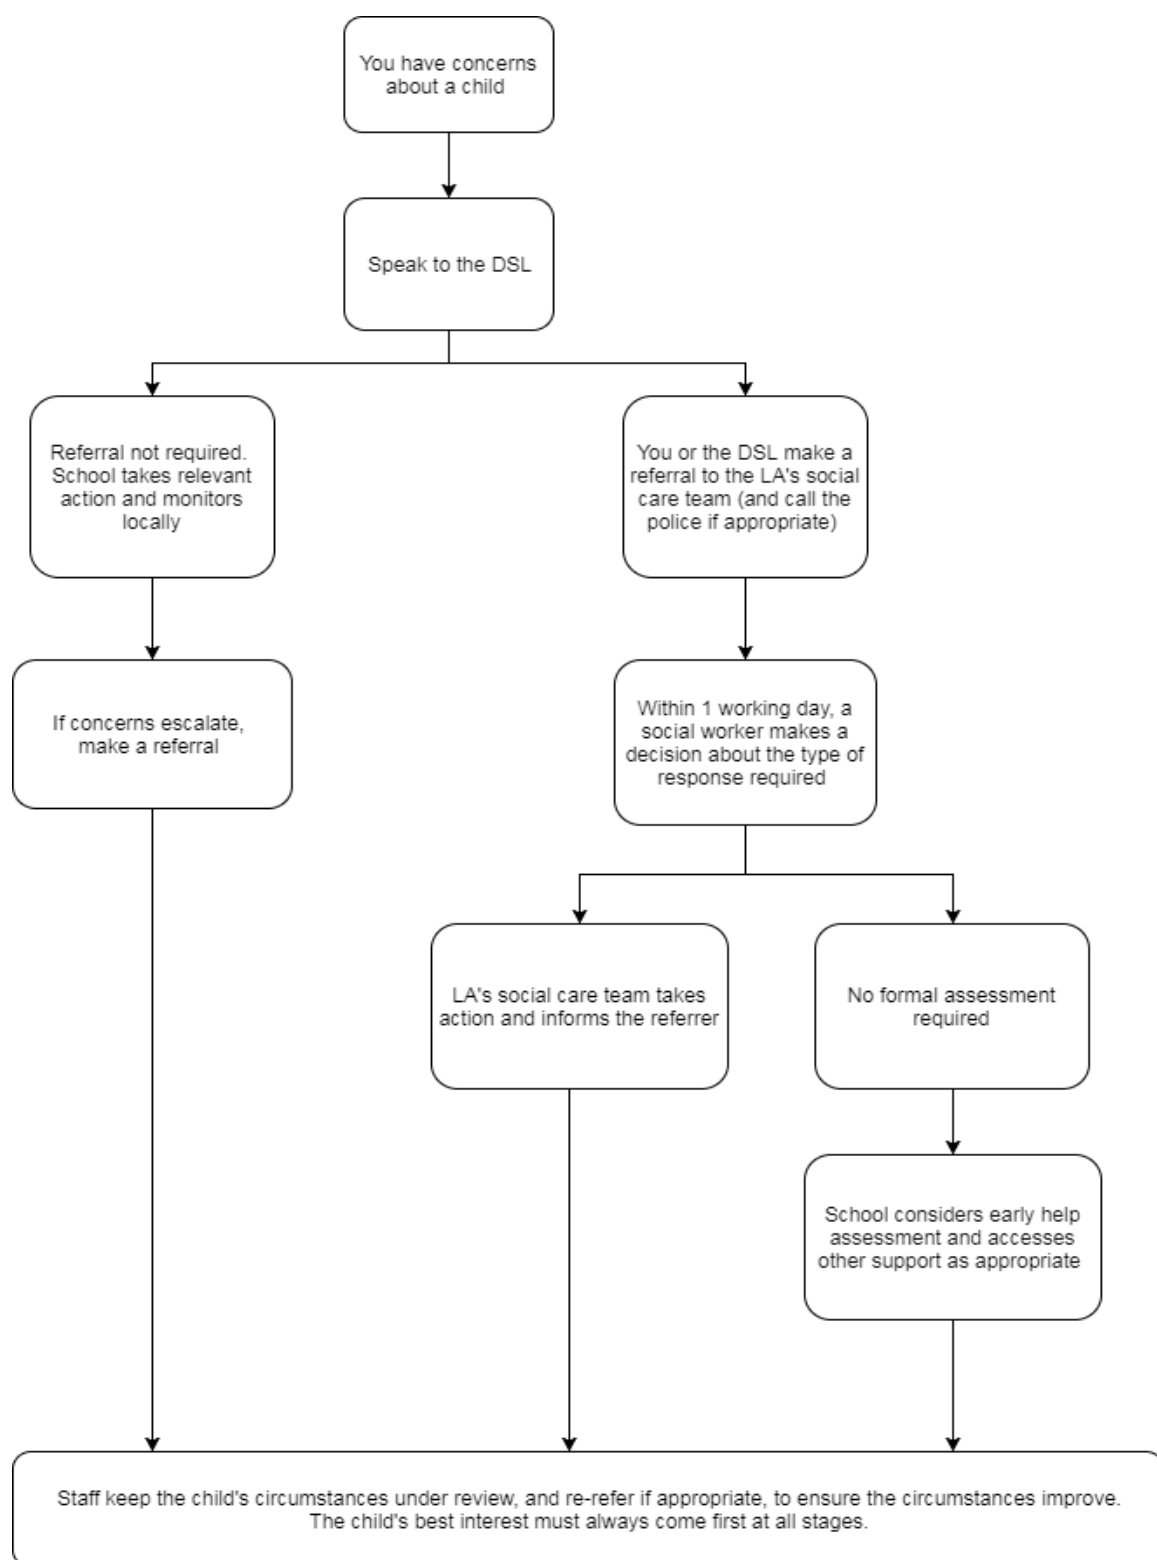 You have concerns
about a child
Speak to the DSL
Referral not required.
School takes relevant
action and monitors
locally
You or the DSL make a
referral to the LA's social
care team (and call the
police if appropriate)
If concerns escalate,
make a referral
Within 1 working day, a
social worker makes a
decision about the type of
response required
LA's social care team takes
action and informs the referrer
No formal assessment
required
School considers early help
assessment and accesses
other support as appropriate
Staff keep the child's circumstances under review, and re-refer if appropriate, to ensure the circumstances improve.
The child's best interest must always come first at all stages.